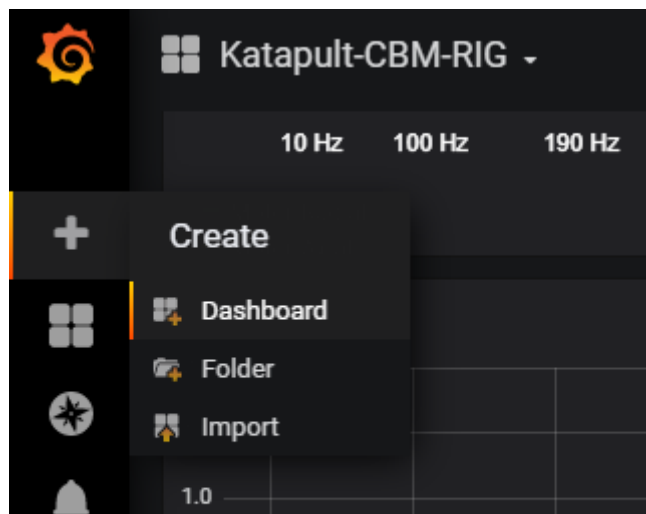 Katapult-CBM-RIG
10 Hz 100 Hz 190 Hz
Create
Dashboard
Folder
Import
1.0